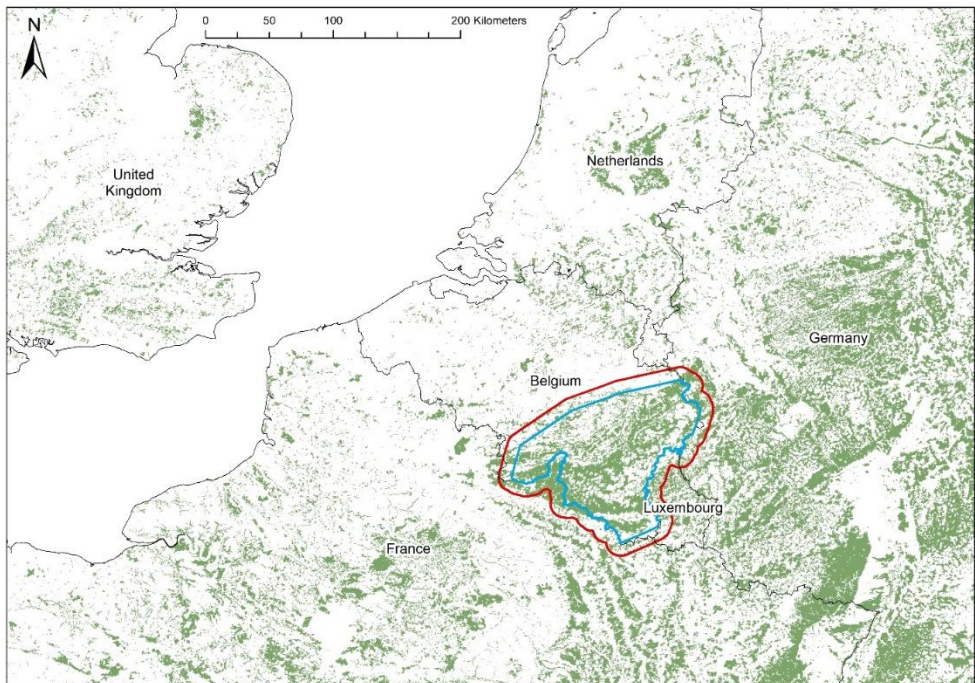 0 50 100 200 Kilometers
N
Netherlands
United
Kingdom
Germany
Belgium
Luxembourg
France